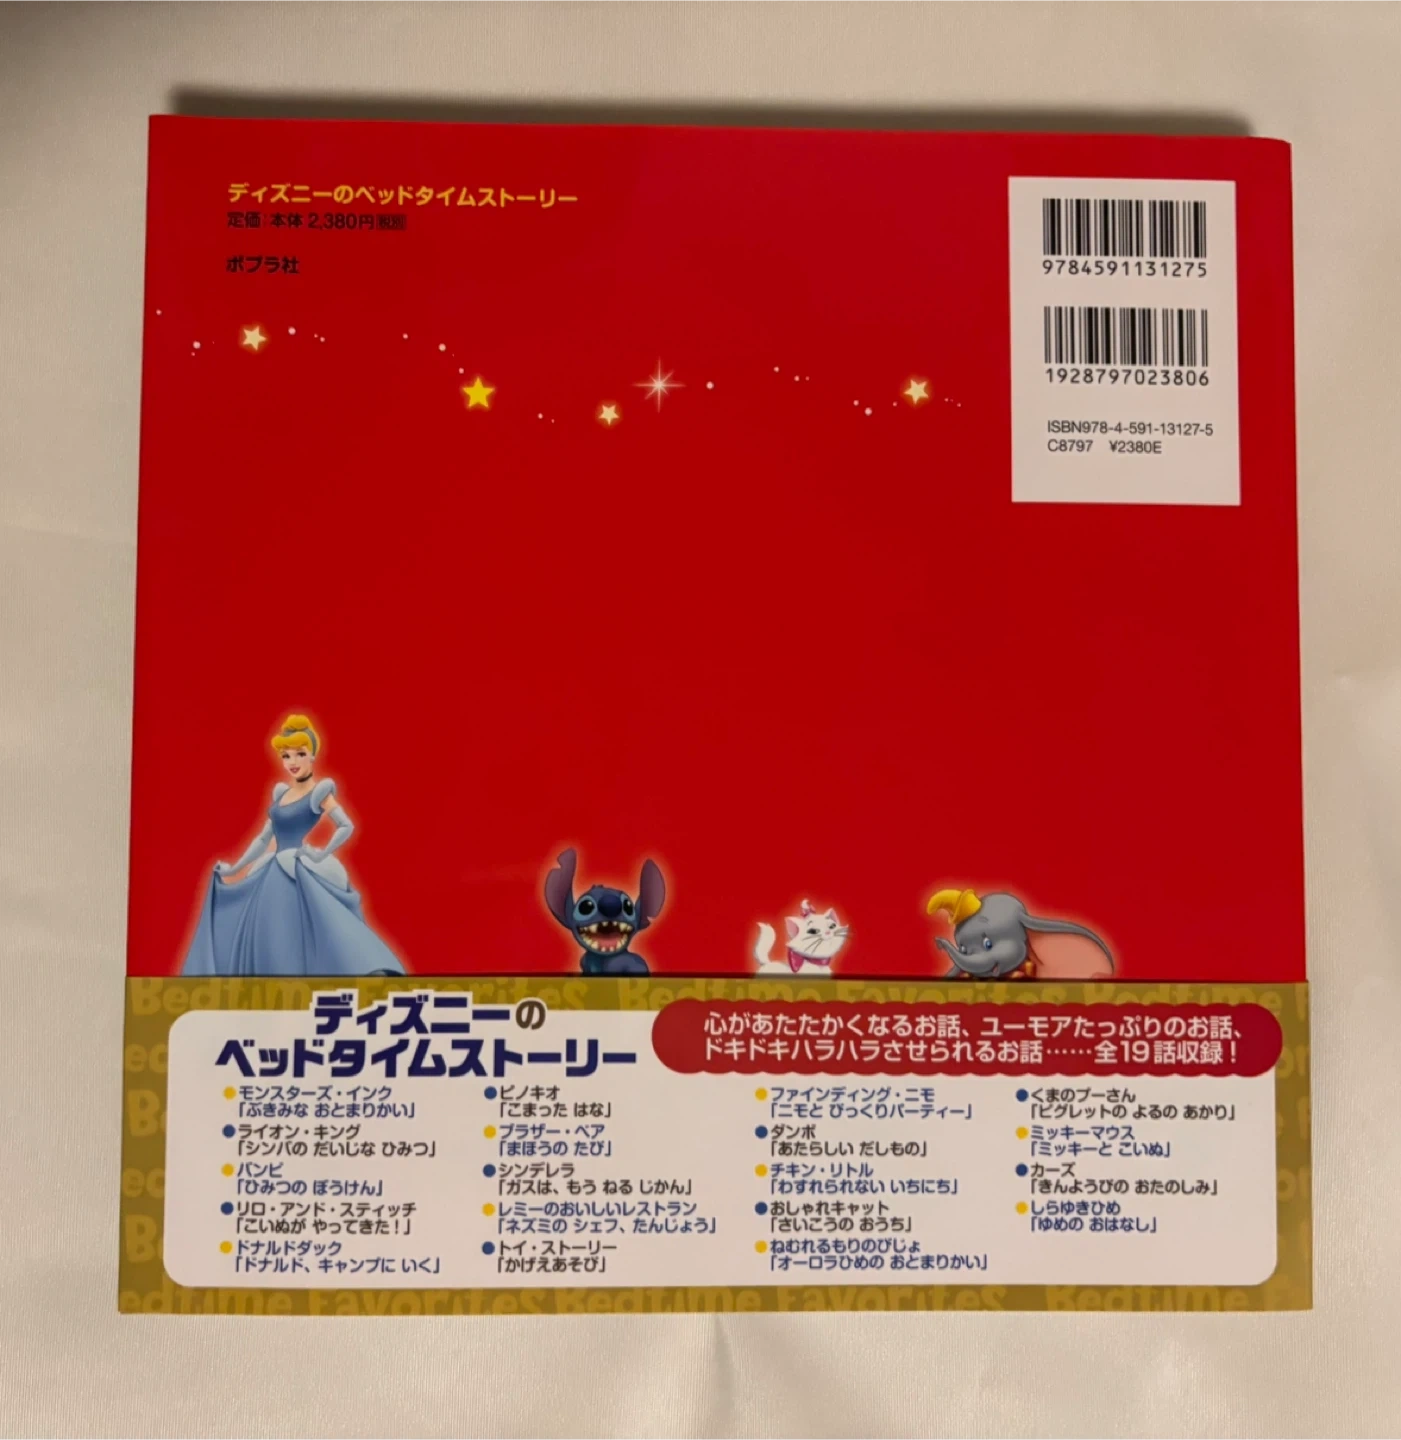 ディズニーのベッドタイムストーリー
定価 本体2,380円(税別)
ポプラ社
9784591131275
1928797023806
ISBN978-4-591-13127-5
C8797 ¥2380E
Bedtime Favorites Bedtime Favorites Bedtime
ディズニーの
ベッドタイムストーリー
心があたたかくなるお話、ユーモアたっぷりのお話、
ドキドキハラハラさせられるお話……全19話収録！
●モンスターズ・インク
「ぶきみな おとまりかい」
●ライオン・キング
「シンバの だいじな ひみつ」
●バンビ
「ひみつの ぼうけん」
●リロ・アンド・スティッチ
「こいぬが やってきた！」
●ドナルドダック
「ドナルド、キャンプに いく」
●ピノキオ
「こまった はな」
●ブラザー・ベア
「まほうの たび」
●シンデレラ
「ガスは、もう ねる じかん」
●レミーのおいしいレストラン
「ネズミの シェフ、たんじょう」
●トイ・ストーリー
「かげえあそび」
●ファインディング・ニモ
「ニモと びっくりパーティー」
●ダンボ
「あたらしい だしもの」
●チキン・リトル
「わすれられない いちにち」
●おしゃれキャット
「さいこうの おうち」
●ねむれるもりのびじょ
「オーロラひめの おとまりかい」
●くまのプーさん
「ピグレットの よるの あかり」
●ミッキーマウス
「ミッキーと こいぬ」
●カーズ
「きんようびの おたのしみ」
●しらゆきひめ
「ゆめの おはなし」
Bedtime Favorites Bedtime Favorites Bedtime